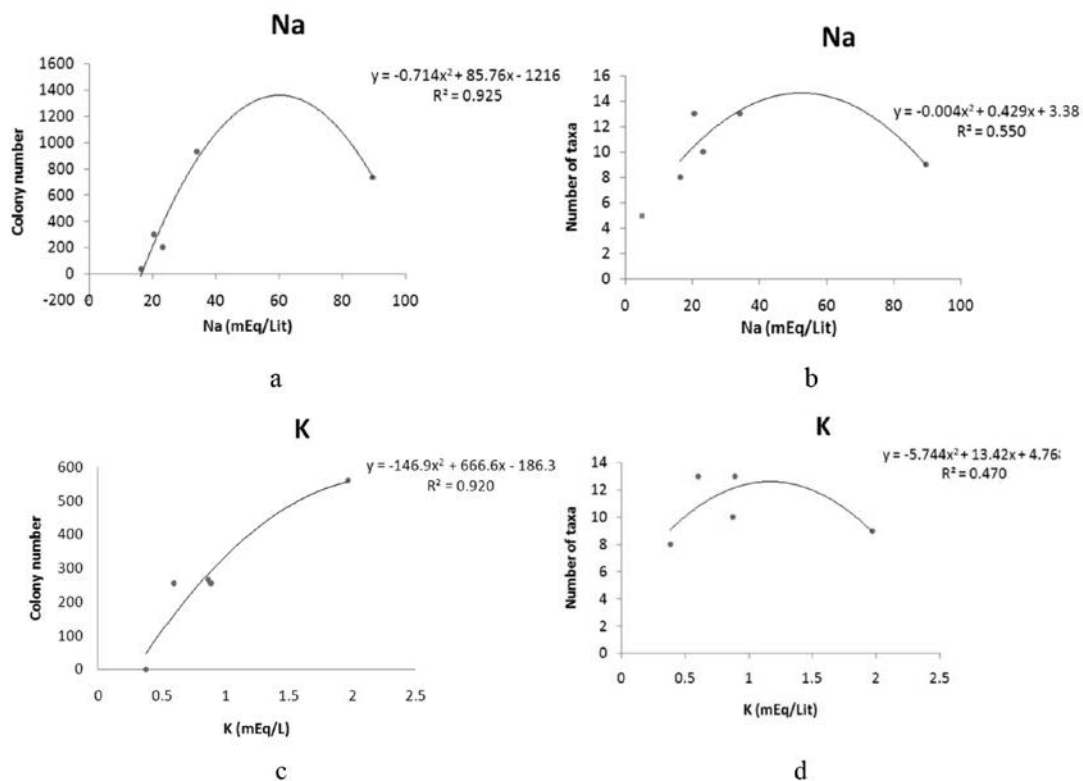 Na
1600
1400
1200
1000
800
600
400
200
0
-200
0 20 40 60 80 100
Colony number
Na (mEq/Lit)
y = -0.714x² + 85.76x - 1216
R² = 0.925
a
Na
16
14
12
10
8
6
4
2
0
0 20 40 60 80 100
Number of taxa
Na (mEq/Lit)
y = -0.004x² + 0.429x + 3.38
R² = 0.550
b
K
600
500
400
300
200
100
0
0 0.5 1 1.5 2 2.5
Colony number
K (mEq/L)
y = -146.9x² + 666.6x - 186.3
R² = 0.920
c
K
14
12
10
8
6
4
2
0
0 0.5 1 1.5 2 2.5
Number of taxa
K (mEq/Lit)
y = -5.744x² + 13.42x + 4.76
R² = 0.470
d